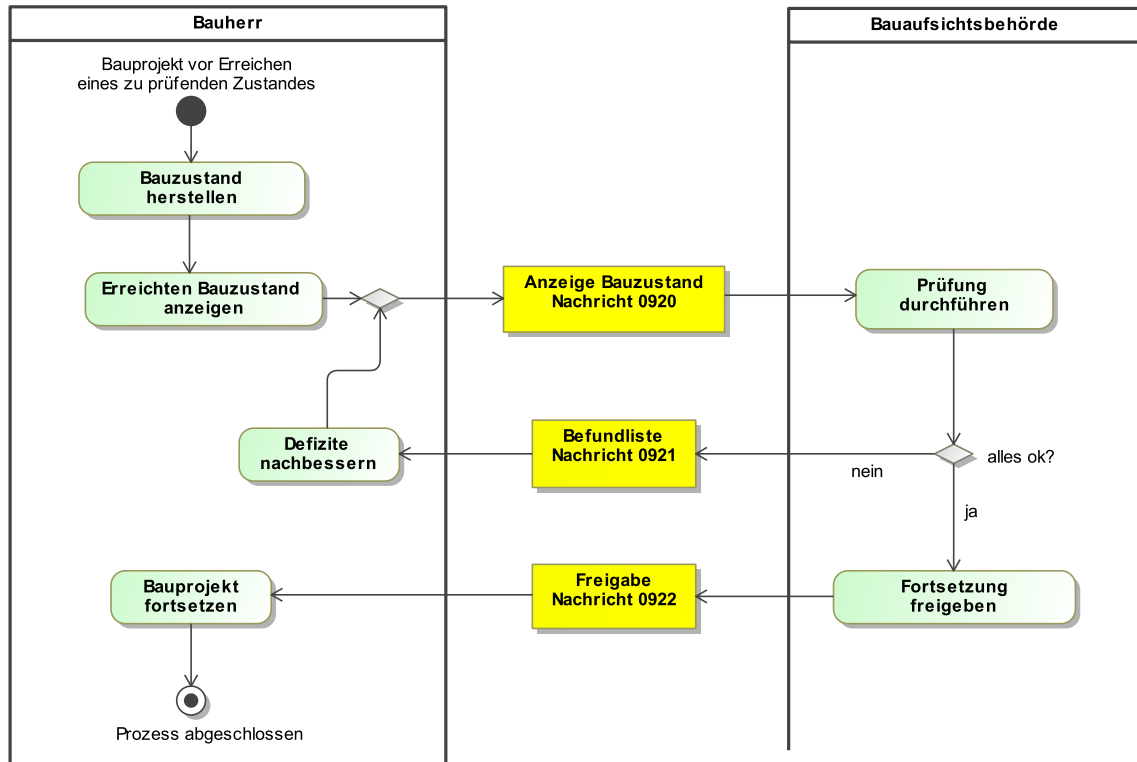 Bauherr
Bauaufsichtsbehörde
Bauprojekt vor Erreichen
eines zu prüfenden Zustandes
Bauzustand
herstellen
Erreichten Bauzustand
anzeigen
Anzeige Bauzustand
Nachricht 0920
Prüfung
durchführen
Defizite
nachbessern
Befundliste
Nachricht 0921
nein
alles ok?
ja
Bauprojekt
fortsetzen
Freigabe
Nachricht 0922
Fortsetzung
freigeben
Prozess abgeschlossen